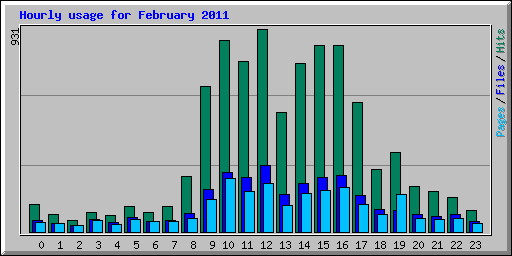 Hourly usage for February 2011
931
Pages/Files/Hits
0 1 2 3 4 5 6 7 8 9 10 11 12 13 14 15 16 17 18 19 20 21 22 23